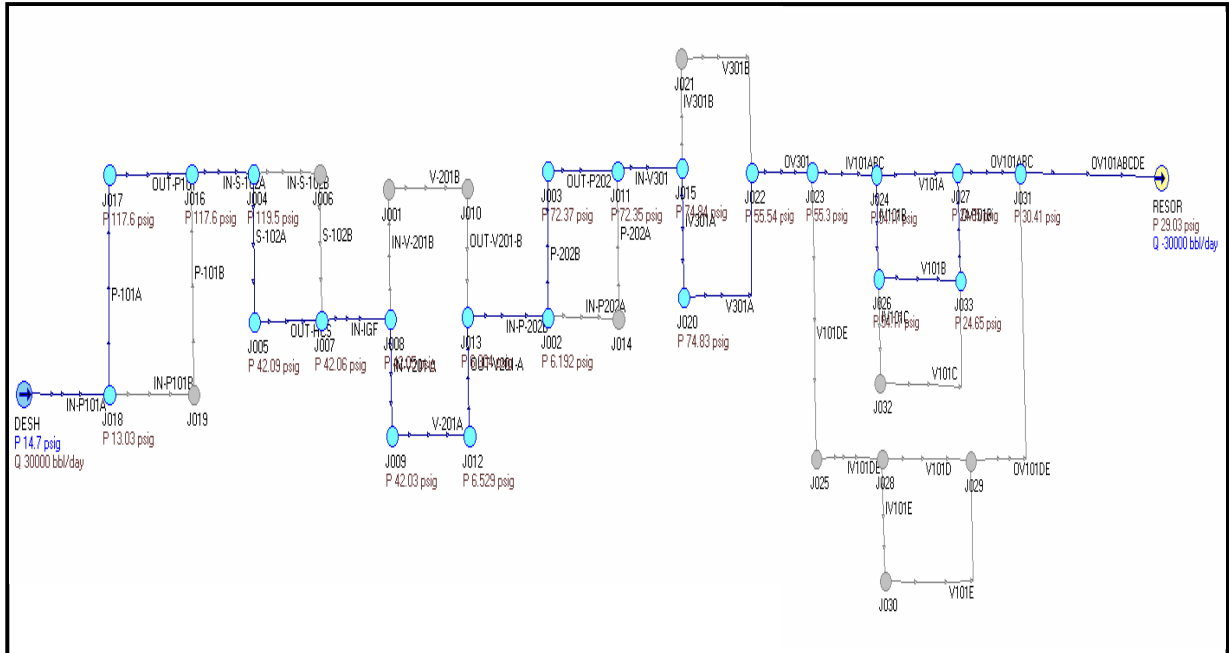 J021
V301B
IV301B
J017
OUT-P101
J016
IN-S-102A
J004
IN-S-102B
J006
V-201B
J003
OUT-P202
J011
IN-V301
J015
J022
OV301
J023
IV101ABC
V101A
OV101ABC
J031
OV101ABCDE
RESOR
P 29.03 psig
Q -30000 bbl/day
P 117.6 psig
P 117.6 psig
P 119.5 psig
J001
J010
P 72.37 psig
P 72.35 psig
P 74.84 psig
IV301A
P 55.54 psig
P 55.3 psig
P 30.41 psig
S-102A
S-102B
IN-V-201B
OUT-V201-B
P-202B
P-202A
P-101A
P-101B
V101B
J026
J033
P 24.65 psig
J005
OUT-HCS
J007
IN-IGF
J008
J013
J002
IN-P202A
J014
J020
V301A
P 74.83 psig
P 42.09 psig
P 42.06 psig
P 6.192 psig
V101DE
V101C
J032
IN-P101A
J018
IN-P101B
J019
DESH
P 14.7 psig
Q 30000 bbl/day
P 13.03 psig
V-201A
J009
J012
P 42.03 psig
P 6.529 psig
J025
IV101DE
J028
V101D
J029
OV101DE
IV101E
J030
V101E